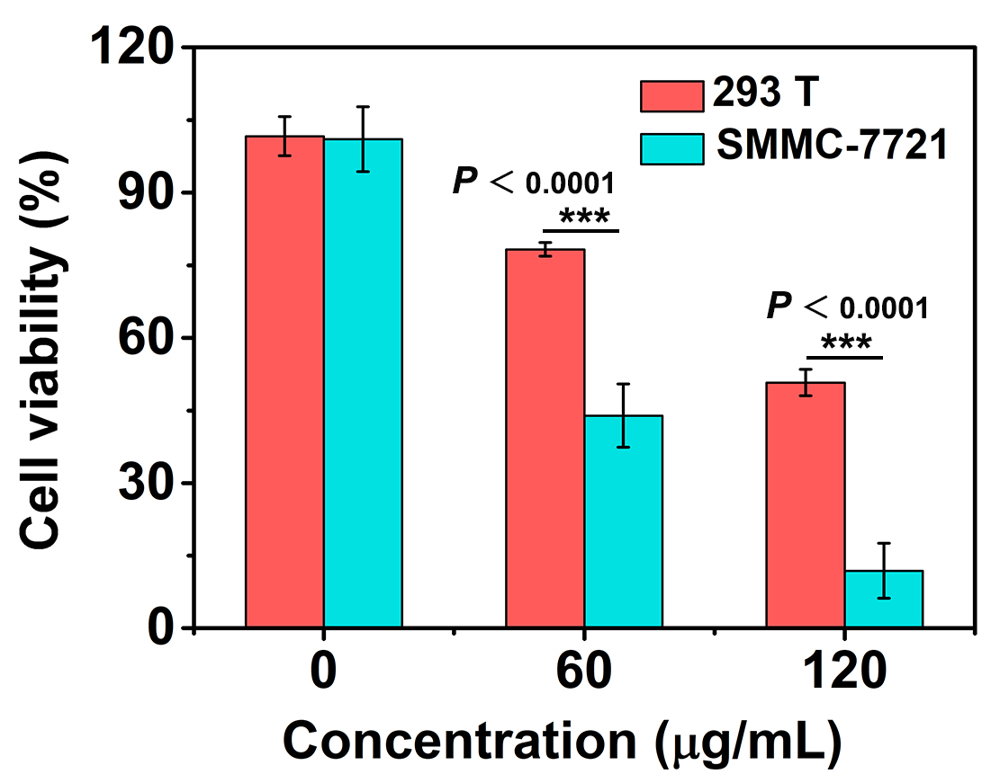 120
90
60
30
0
Cell viability (%)
293 T
SMMC-7721
P < 0.0001
***
P < 0.0001
***
0 60 120
Concentration (μg/mL)